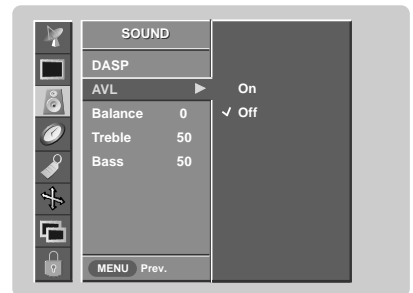 SOUND
DASP
AVL On
Balance 0 Off
Treble 50
Bass 50
MENU Prev.